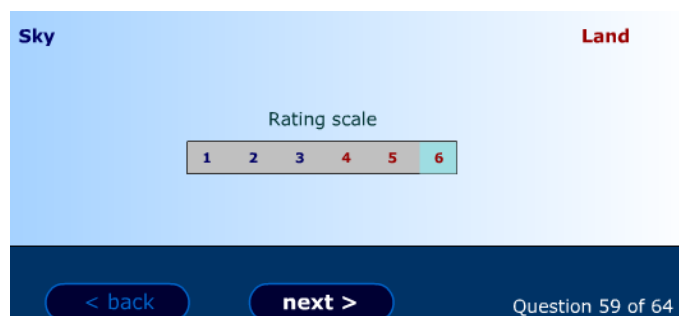 Sky Land
Rating scale
1 2 3 4 5 6
< back next > Question 59 of 64